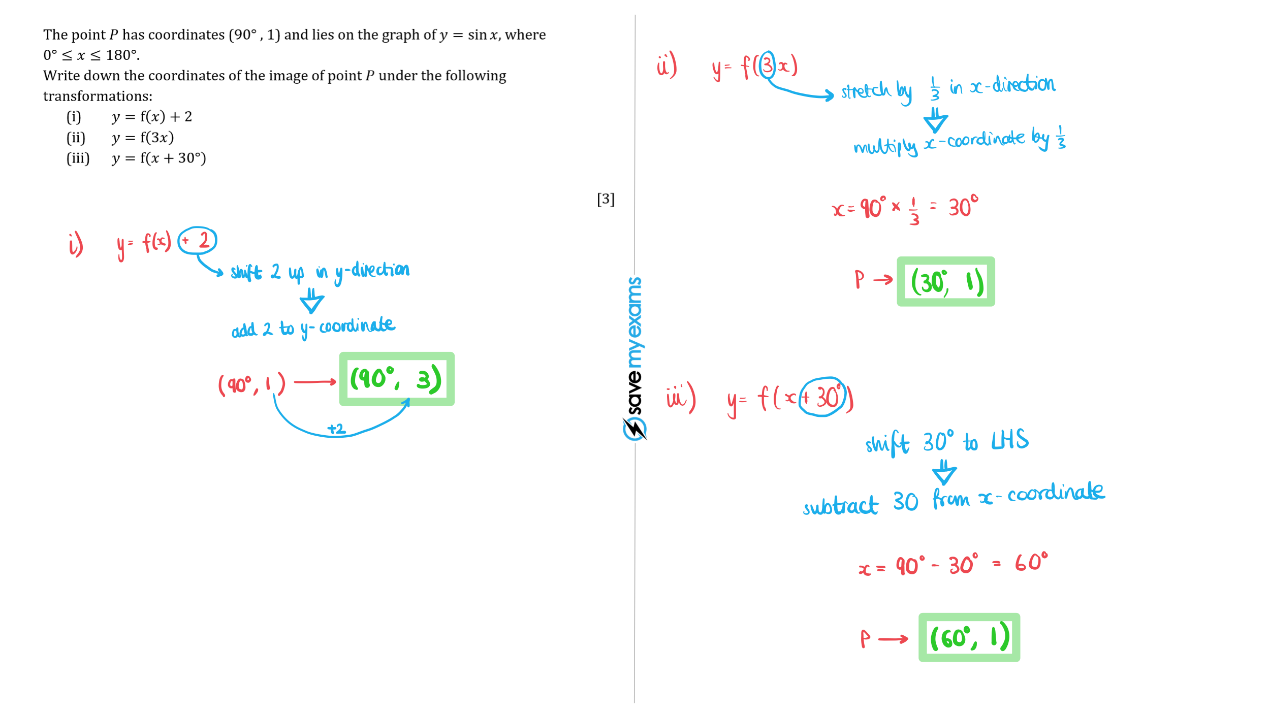 The point P has coordinates (90° , 1) and lies on the graph of y = sin x, where
0° ≤ x ≤ 180°.
Write down the coordinates of the image of point P under the following
transformations:
(i) y = f(x) + 2
(ii) y = f(3x)
(iii) y = f(x + 30°)
[3]
i) y = f(x) + 2
shift 2 up in y-direction
add 2 to y-coordinate
(90°, 1) → (90°, 3)
+2
savemyexams
ii) y = f(3x)
stretch by 1/3 in x-direction
multiply x-coordinate by 1/3
x = 90° × 1/3 = 30°
P → (30°, 1)
iii) y = f(x + 30°)
shift 30° to LHS
subtract 30 from x-coordinate
x = 90° - 30° = 60°
P → (60°, 1)